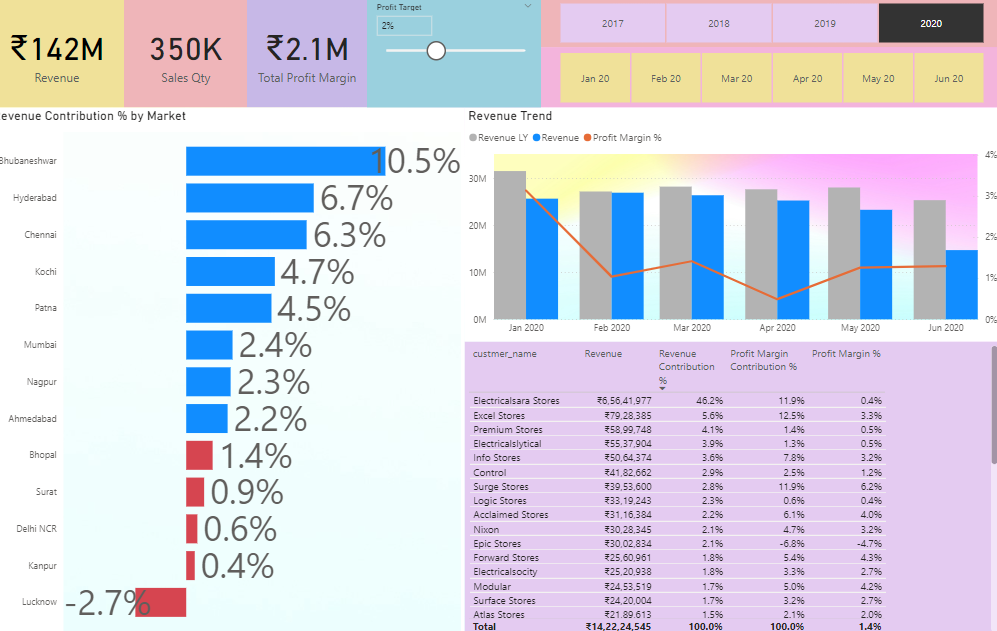 ₹142M
Revenue
350K
Sales Qty
₹2.1M
Total Profit Margin
Profit Target
2%
2017 2018 2019 2020
Jan 20 Feb 20 Mar 20 Apr 20 May 20 Jun 20
evenue Contribution % by Market
Bhubaneshwar 10.5%
Hyderabad 6.7%
Chennai 6.3%
Kochi 4.7%
Patna 4.5%
Mumbai 2.4%
Nagpur 2.3%
Ahmedabad 2.2%
Bhopal 1.4%
Surat 0.9%
Delhi NCR 0.6%
Kanpur 0.4%
Lucknow -2.7%
Revenue Trend
Revenue LY Revenue Profit Margin %
30M
20M
10M
0M
4%
3%
2%
1%
0%
Jan 2020 Feb 2020 Mar 2020 Apr 2020 May 2020 Jun 2020
custmer_name Revenue Revenue Profit Margin Profit Margin %
Contribution Contribution %
%
Electricalsara Stores ₹6,56,41,977 46.2% 11.9% 0.4%
Excel Stores ₹79,28,385 5.6% 12.5% 3.3%
Premium Stores ₹58,99,748 4.1% 1.4% 0.5%
Electricalslytical ₹55,37,904 3.9% 1.3% 0.5%
Info Stores ₹50,64,374 3.6% 7.8% 3.2%
Control ₹41,82,662 2.9% 2.5% 1.2%
Surge Stores ₹39,53,600 2.8% 11.9% 6.2%
Logic Stores ₹33,19,243 2.3% 0.6% 0.4%
Acclaimed Stores ₹31,16,384 2.2% 6.1% 4.0%
Nixon ₹30,28,345 2.1% 4.7% 3.2%
Epic Stores ₹30,02,834 2.1% -6.8% -4.7%
Forward Stores ₹25,60,961 1.8% 5.4% 4.3%
Electricalsocity ₹25,20,938 1.8% 3.3% 2.7%
Modular ₹24,53,519 1.7% 5.0% 4.2%
Surface Stores ₹24,20,004 1.7% 3.2% 2.7%
Atlas Stores ₹21,89,613 1.5% 2.1% 2.0%
Total ₹14,22,24,545 100.0% 100.0% 1.4%